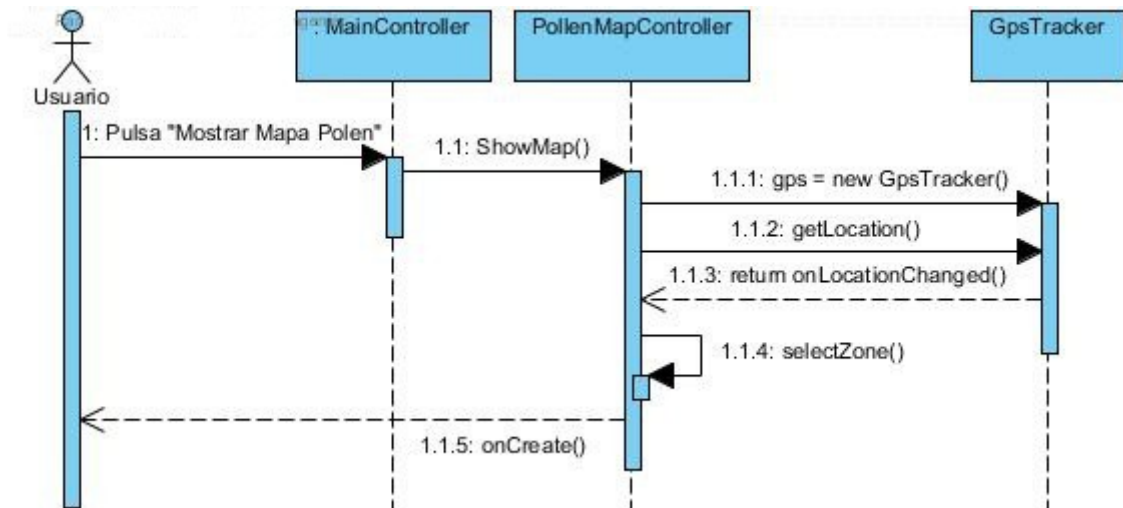 : MainController
PollenMapController
GpsTracker
Usuario
1: Pulsa "Mostrar Mapa Polen"
1.1: ShowMap()
1.1.1: gps = new GpsTracker()
1.1.2: getLocation()
1.1.3: return onLocationChanged()
1.1.4: selectZone()
1.1.5: onCreate()